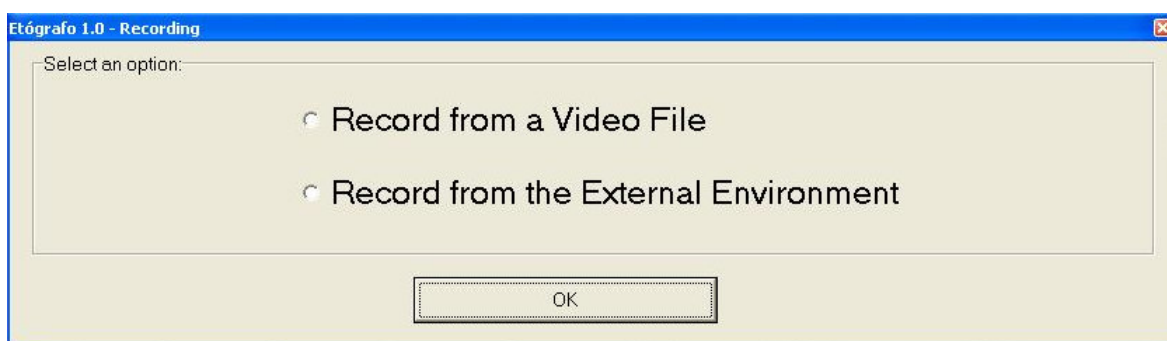 Etógrafo 1.0 - Recording
Select an option:
Record from a Video File
Record from the External Environment
OK